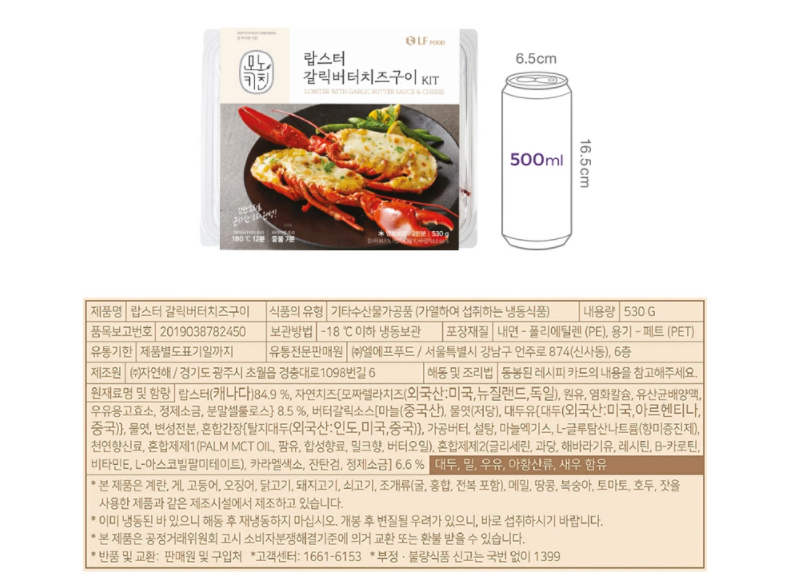 모노키친
LF FOOD
랍스터
갈릭버터치즈구이 KIT
LOBSTER WITH GARLIC BUTTER SAUCE & CHEESE
180℃ 12분
중불 7분
2인분 530 g
6.5cm
500ml
16.5cm
제품명 랍스터 갈릭버터치즈구이 식품의 유형 기타수산물가공품 (가열하여 섭취하는 냉동식품) 내용량 530 G
품목보고번호 2019038782450 보관방법 -18 ℃ 이하 냉동보관 포장재질 내면 - 폴리에틸렌 (PE), 용기 - 페트 (PET)
유통기한 제품별도표기일까지 유통전문판매원 ㈜엘에프푸드 / 서울특별시 강남구 언주로 874(신사동), 6층
제조원 ㈜자연해 / 경기도 광주시 초월읍 경충대로1098번길 6 해동 및 조리법 동봉된 레시피 카드의 내용을 참고해주세요.
원재료명 및 함량 랍스터(캐나다)84.9 %, 자연치즈{모짜렐라치즈(외국산:미국,뉴질랜드,독일), 원유, 염화칼슘, 유산균배양액,
우유응고효소, 정제소금, 분말셀룰로스} 8.5 %, 버터갈릭소스[마늘(중국산), 물엿(저당), 대두유{대두(외국산:미국,아르헨티나,
중국)}, 물엿, 변성전분, 혼합간장{탈지대두(외국산:인도,미국,중국)}, 가공버터, 설탕, 마늘엑기스, L-글루탐산나트륨(향미증진제),
천연향신료, 혼합제제1(PALM MCT OIL, 팜유, 합성향료, 밀크향, 버터오일), 혼합제제2(글리세린, 과당, 해바라기유, 레시틴, B-카로틴,
비타민E, L-아스코빌팔미테이트), 카라멜색소, 잔탄검, 정제소금] 6.6 % 대두, 밀, 우유, 아황산류, 새우 함유
* 본 제품은 계란, 게, 고등어, 오징어, 닭고기, 돼지고기, 쇠고기, 조개류(굴, 홍합, 전복 포함), 메밀, 땅콩, 복숭아, 토마토, 호두, 잣을
사용한 제품과 같은 제조시설에서 제조하고 있습니다.
* 이미 냉동된 바 있으니 해동 후 재냉동하지 마십시오. 개봉 후 변질될 우려가 있으니, 바로 섭취하시기 바랍니다.
* 본 제품은 공정거래위원회 고시 소비자분쟁해결기준에 의거 교환 또는 환불 받을 수 있습니다.
* 반품 및 교환: 판매원 및 구입처 *고객센터: 1661-6153 *부정·불량식품 신고는 국번 없이 1399